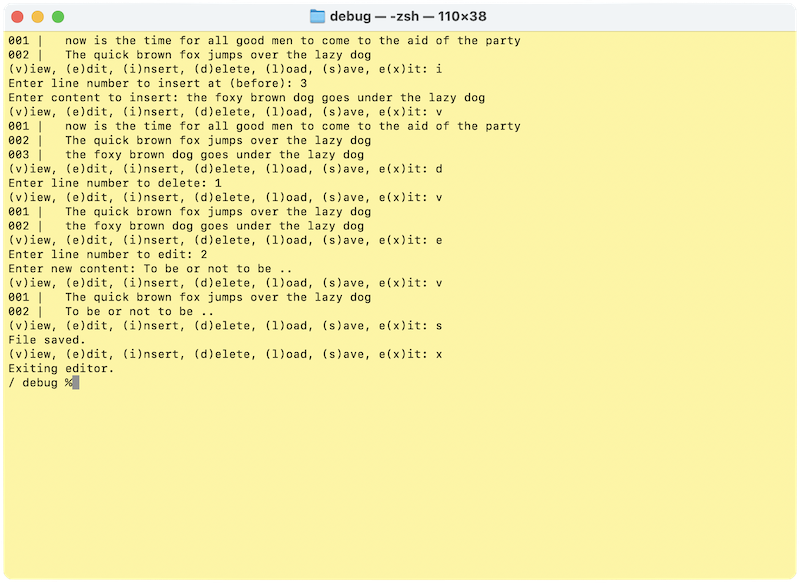 debug — -zsh — 110×38
001 |   now is the time for all good men to come to the aid of the party
002 |   The quick brown fox jumps over the lazy dog
(v)iew, (e)dit, (i)nsert, (d)elete, (l)oad, (s)ave, e(x)it: i
Enter line number to insert at (before): 3
Enter content to insert: the foxy brown dog goes under the lazy dog
(v)iew, (e)dit, (i)nsert, (d)elete, (l)oad, (s)ave, e(x)it: v
001 |   now is the time for all good men to come to the aid of the party
002 |   The quick brown fox jumps over the lazy dog
003 |   the foxy brown dog goes under the lazy dog
(v)iew, (e)dit, (i)nsert, (d)elete, (l)oad, (s)ave, e(x)it: d
Enter line number to delete: 1
(v)iew, (e)dit, (i)nsert, (d)elete, (l)oad, (s)ave, e(x)it: v
001 |   The quick brown fox jumps over the lazy dog
002 |   the foxy brown dog goes under the lazy dog
(v)iew, (e)dit, (i)nsert, (d)elete, (l)oad, (s)ave, e(x)it: e
Enter line number to edit: 2
Enter new content: To be or not to be ..
(v)iew, (e)dit, (i)nsert, (d)elete, (l)oad, (s)ave, e(x)it: v
001 |   The quick brown fox jumps over the lazy dog
002 |   To be or not to be ..
(v)iew, (e)dit, (i)nsert, (d)elete, (l)oad, (s)ave, e(x)it: s
File saved.
(v)iew, (e)dit, (i)nsert, (d)elete, (l)oad, (s)ave, e(x)it: x
Exiting editor.
/ debug %